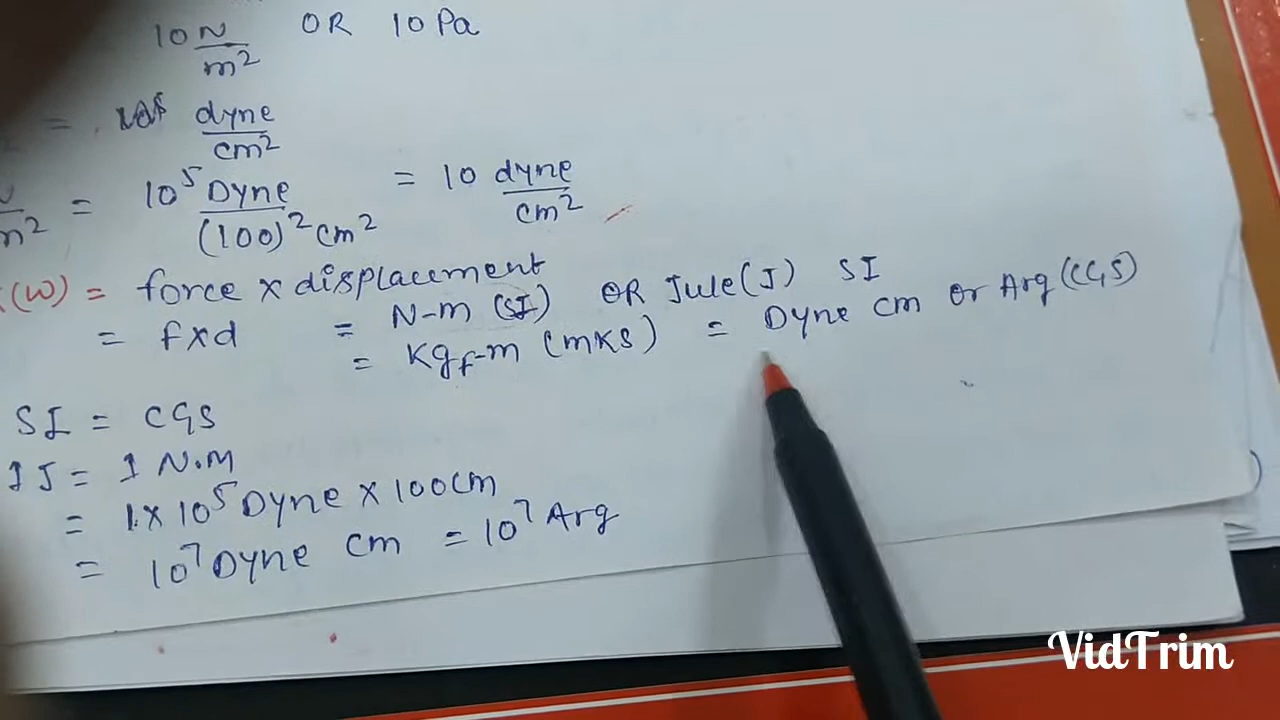 10 N/m² OR 10 Pa
= dyne/cm²
= 10⁵ Dyne/(100)² cm² = 10 dyne/cm²
(W) = force × displacement
= f×d = N-m (SI) OR Jule(J) SI
= Kgf-m (MKS) = Dyne cm or Arg (CGS)
SI = CGS
1 J = 1 N.M
= 1×10⁵ Dyne × 100cm
= 10⁷ Dyne cm = 10⁷ Arg
VidTrim